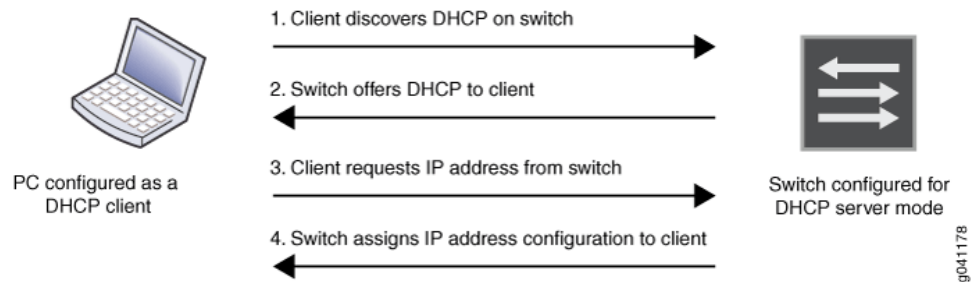 1. Client discovers DHCP on switch
2. Switch offers DHCP to client
3. Client requests IP address from switch
4. Switch assigns IP address configuration to client
PC configured as a
DHCP client
Switch configured for
DHCP server mode
g041178